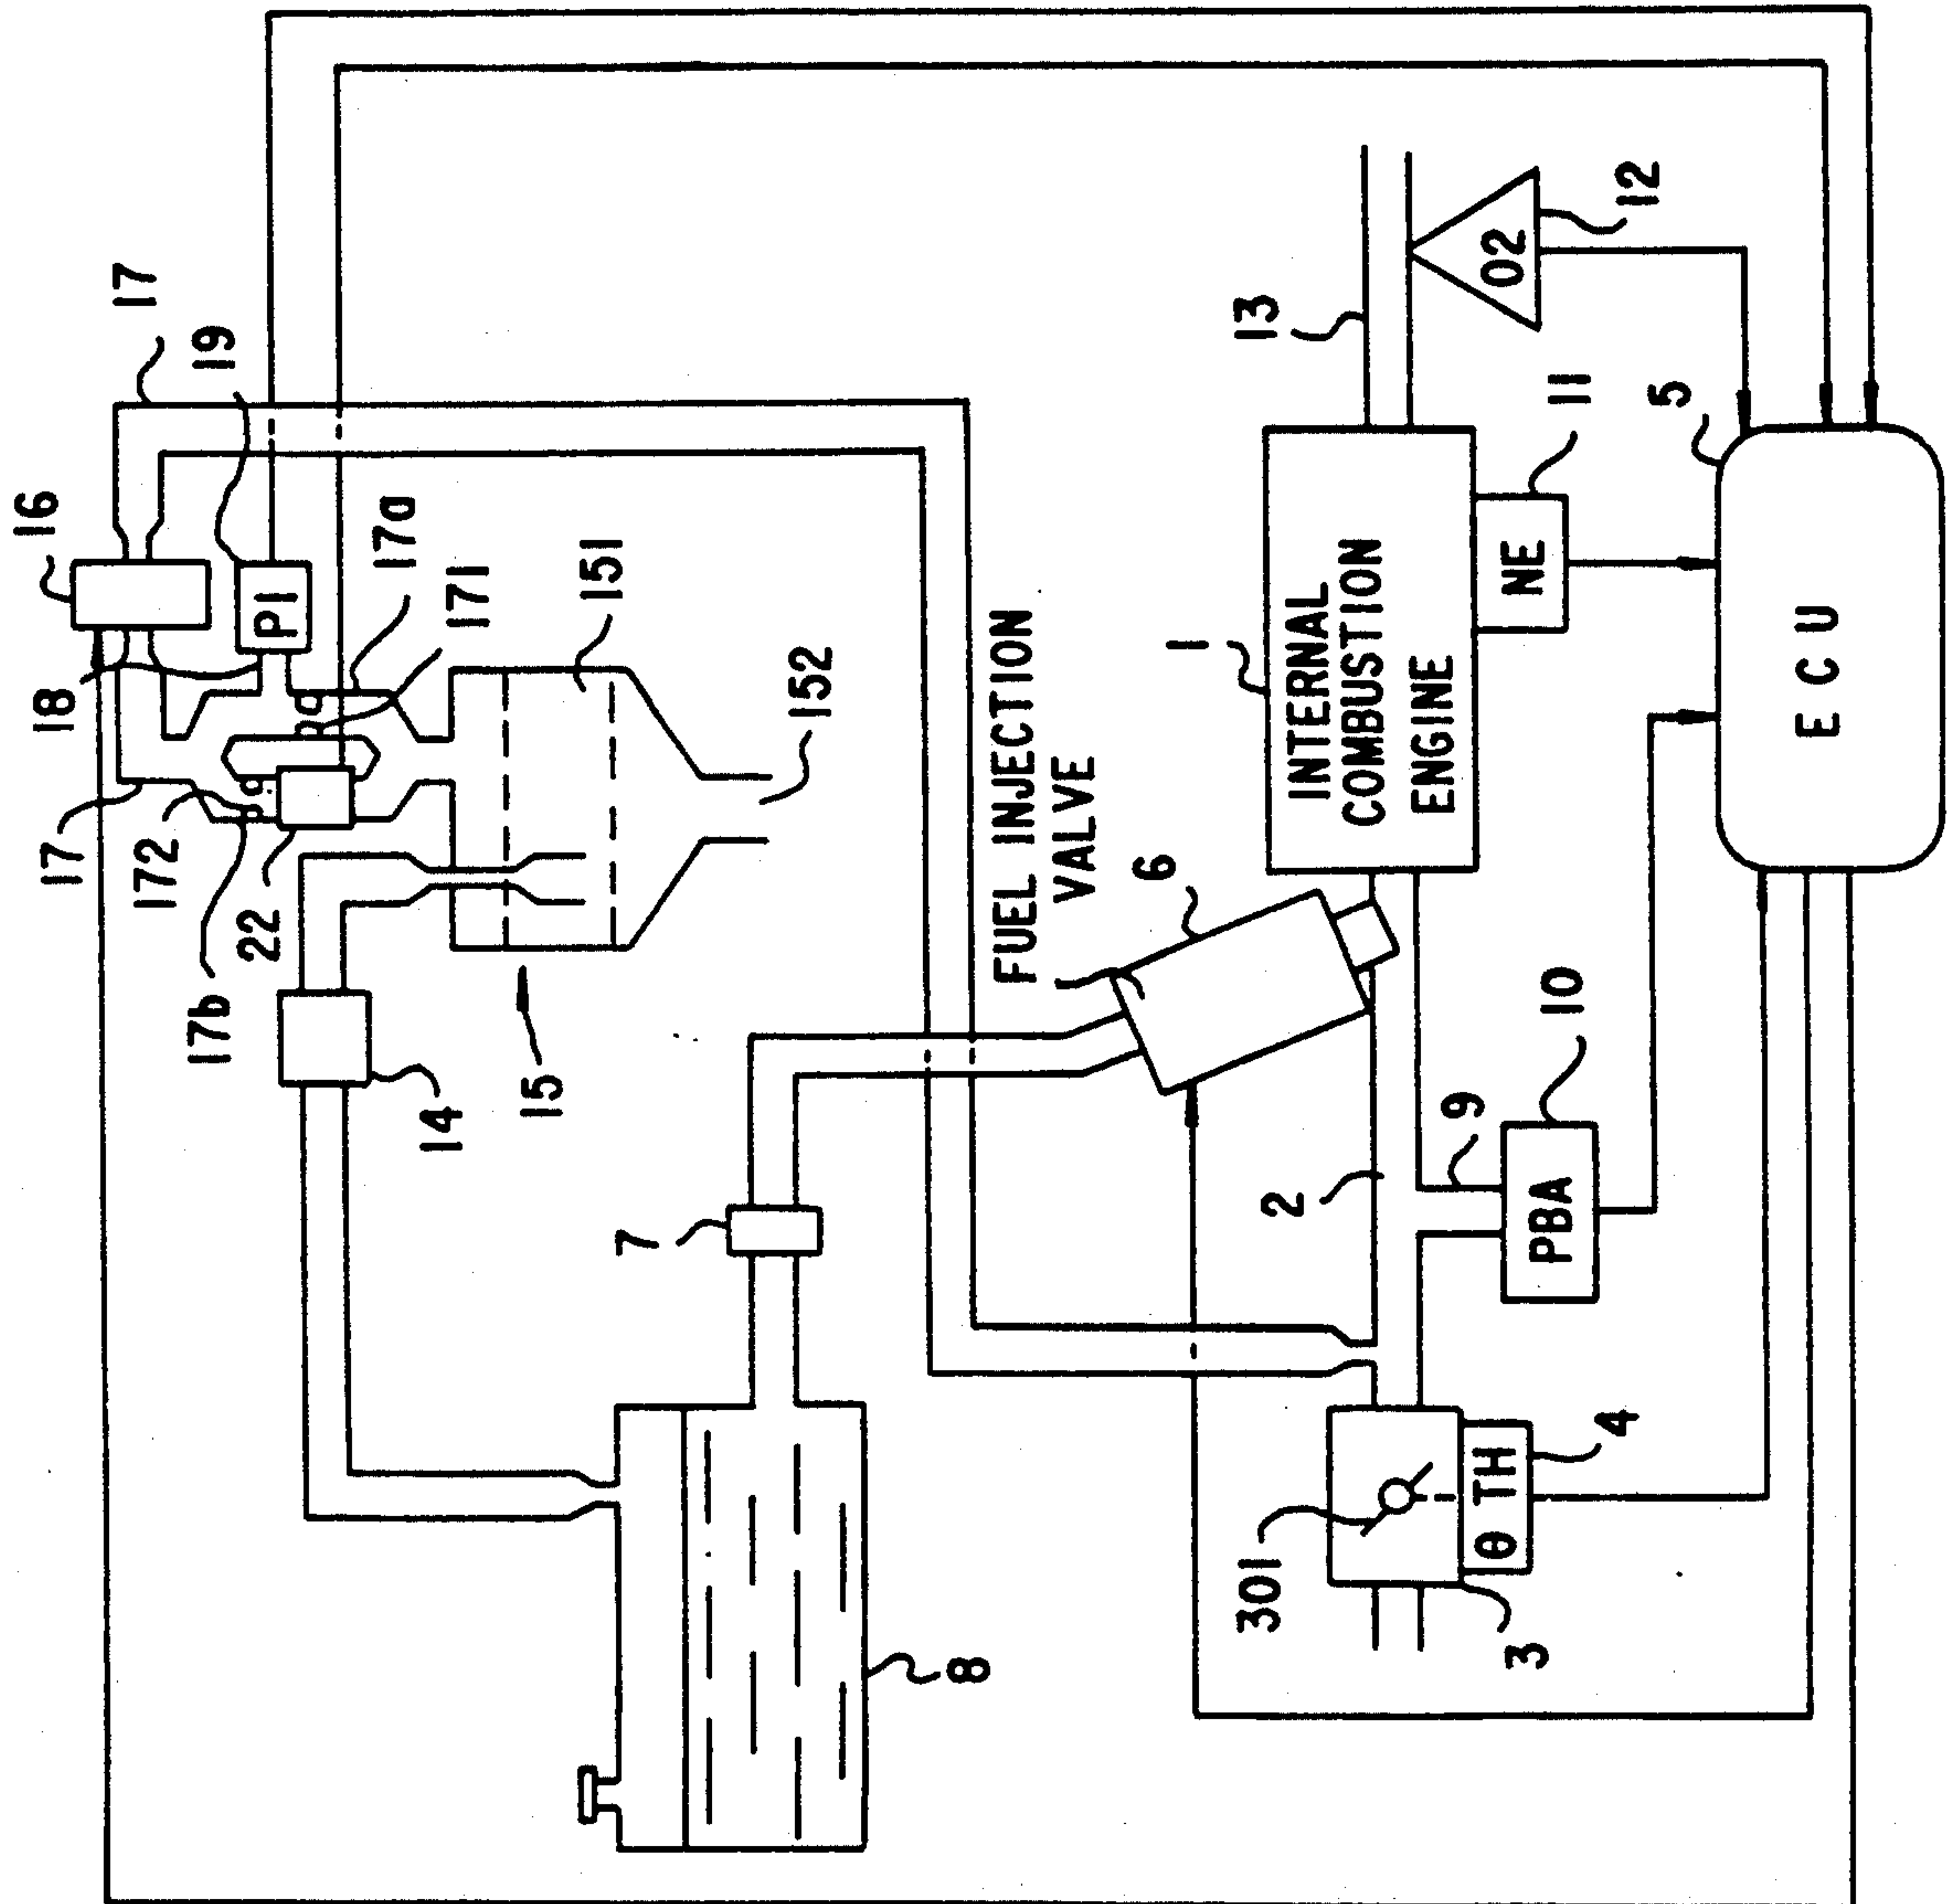 17
19
16
18
17a
171
17
172
17b
22
151
152
15
14
FUEL INJECTION
VALVE
6
7
8
13
12
O2
11
NE
1
INTERNAL
COMBUSTION
ENGINE
5
ECU
2
9
10
PBA
4
θ TH
301
3
PI